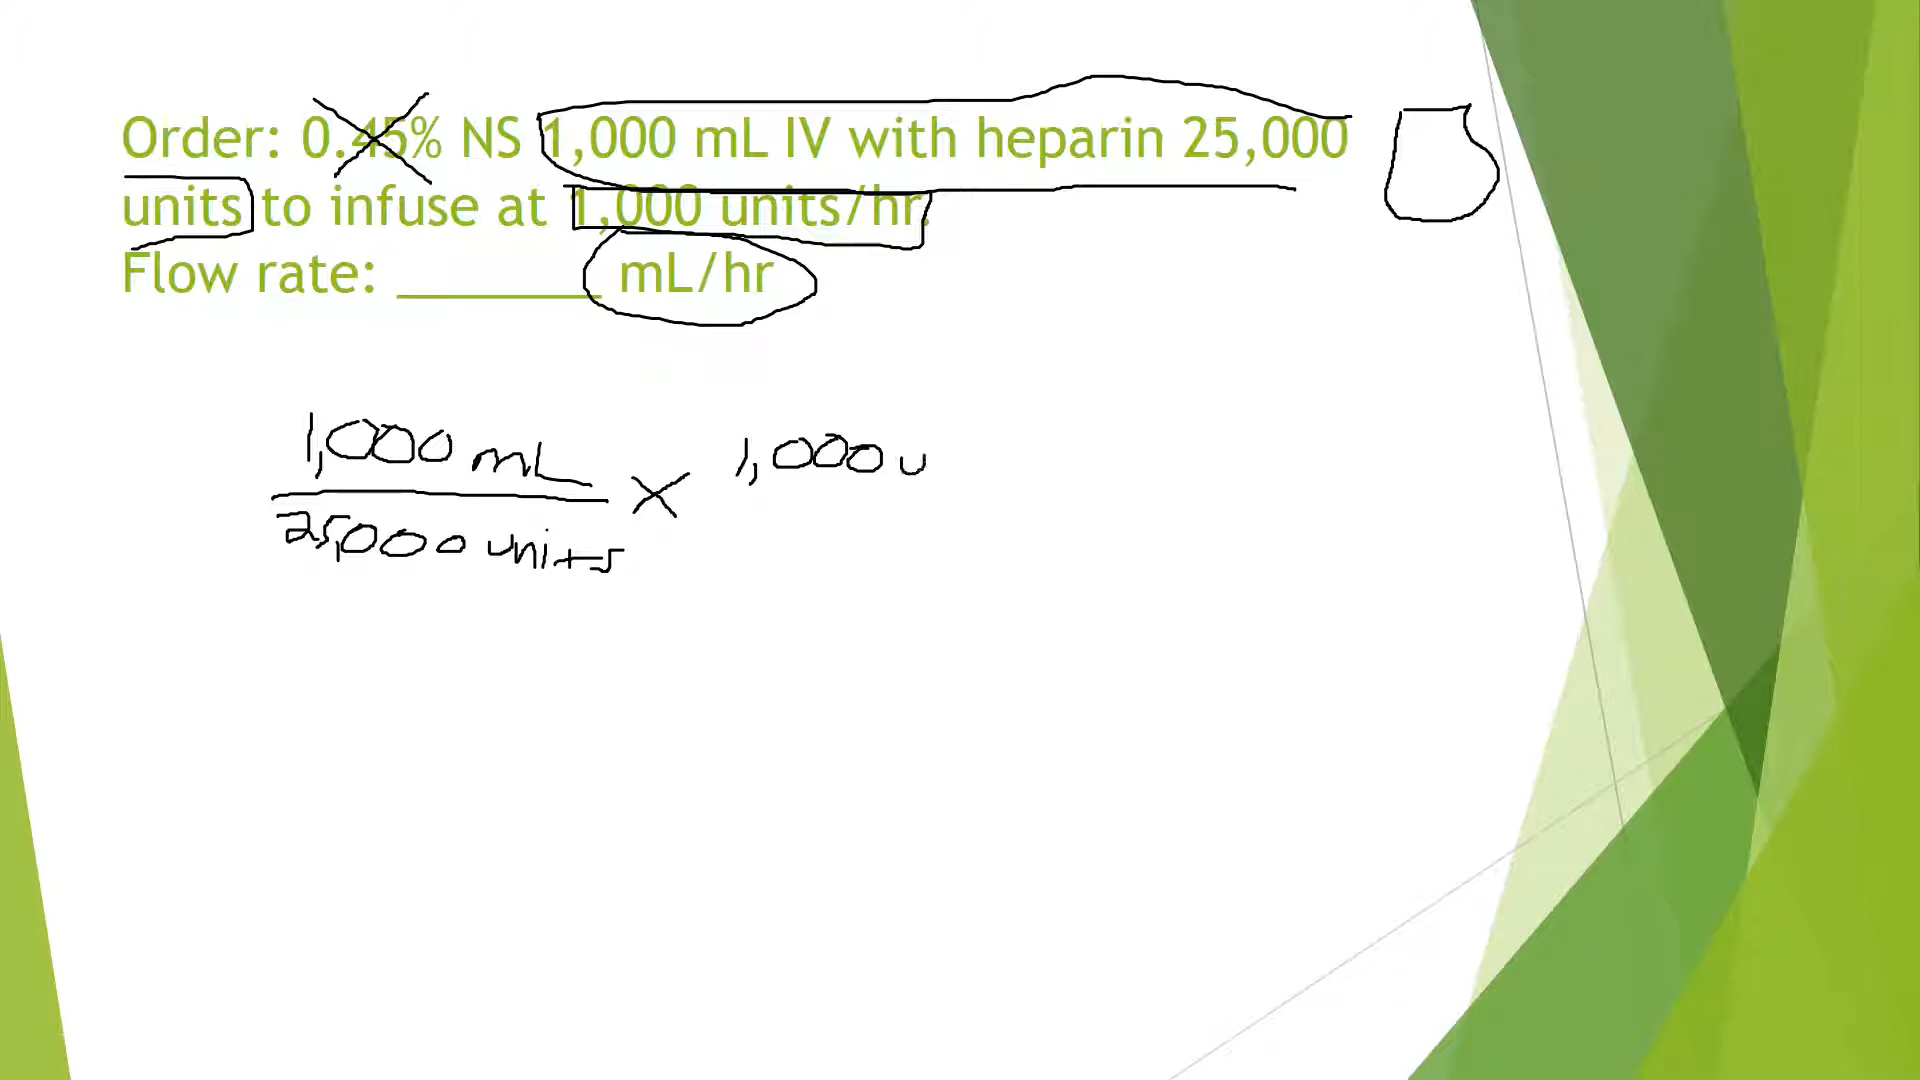 Order: 0.45% NS 1,000 mL IV with heparin 25,000
units to infuse at 1,000 units/hr.
Flow rate: _______ mL/hr
1,000 mL × 1,000 u
25,000 units